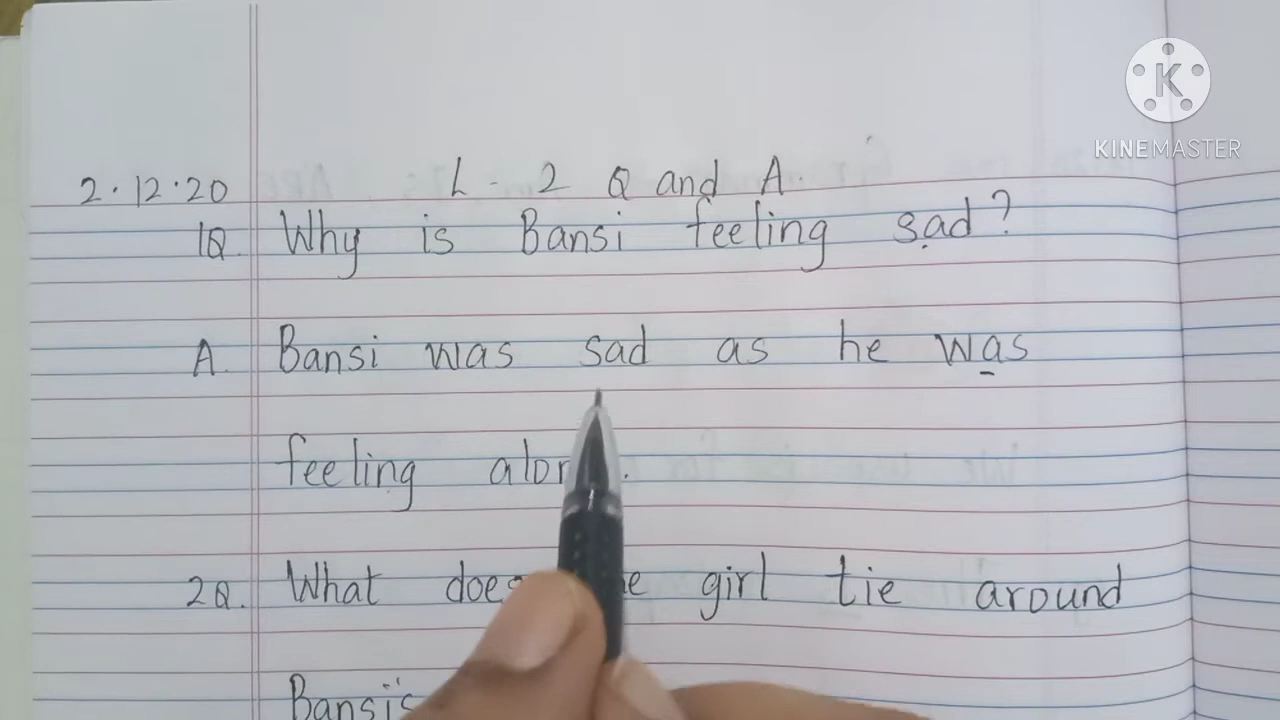 KINEMASTER
2.12.20 L - 2 Q and A.
1Q. Why is Bansi feeling sad?
A. Bansi was sad as he was
feeling
2Q. What girl tie around
Bansi's